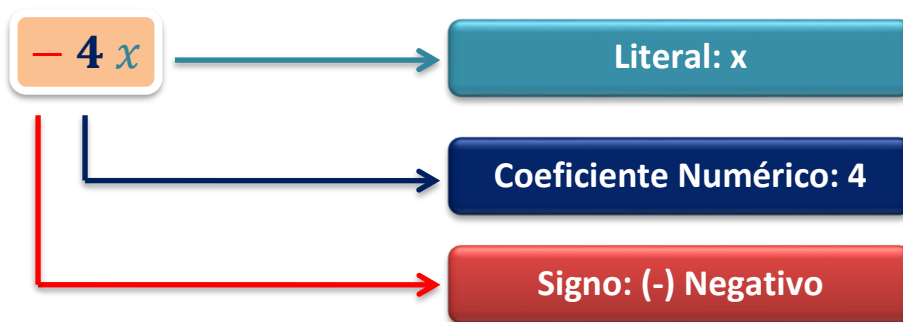 − 4 x
Literal: x
Coeficiente Numérico: 4
Signo: (-) Negativo